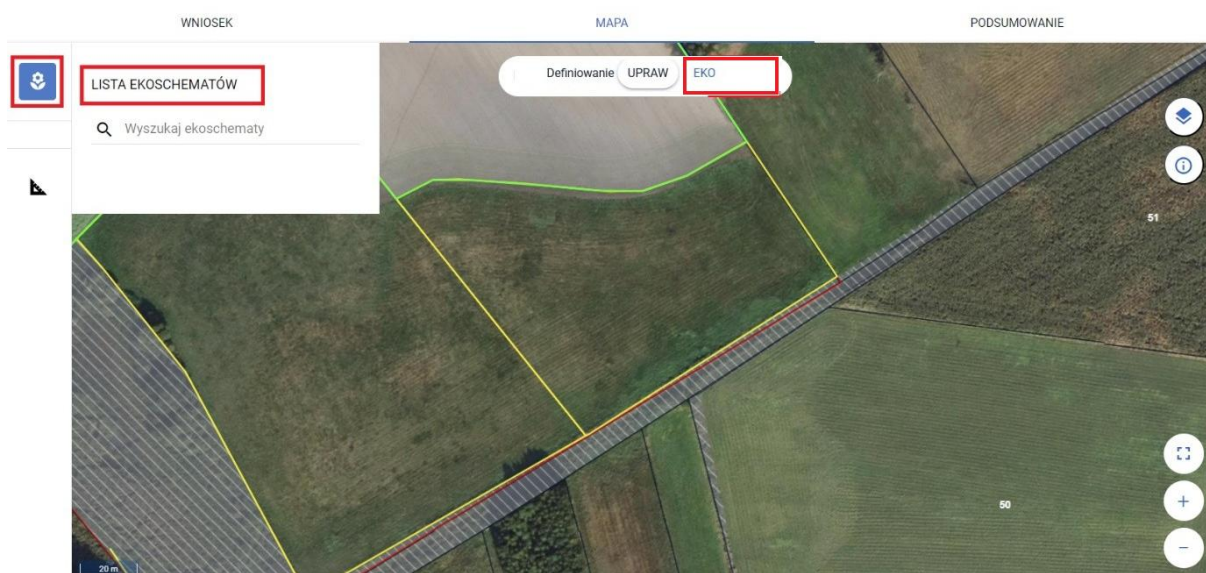 WNIOSEK
MAPA
PODSUMOWANIE
LISTA EKOSCHEMATÓW
Definiowanie UPRAW EKO
Wyszukaj ekoschematy
51
50
20 m